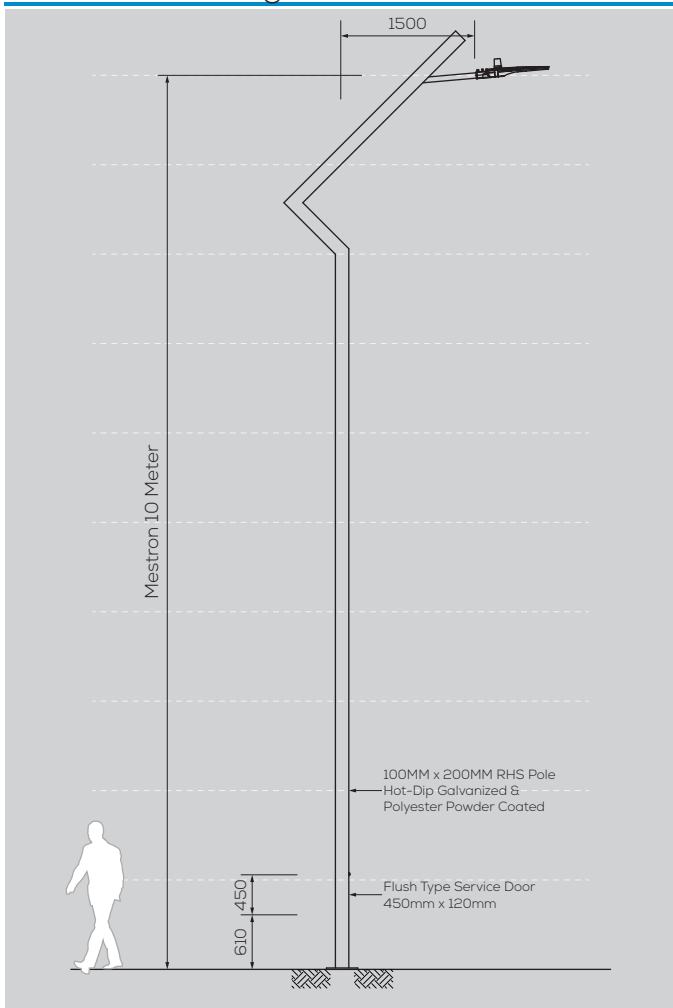 1500
Mestron 10 Meter
100MM x 200MM RHS Pole
Hot-Dip Galvanized &
Polyester Powder Coated
450
Flush Type Service Door
450mm x 120mm
610